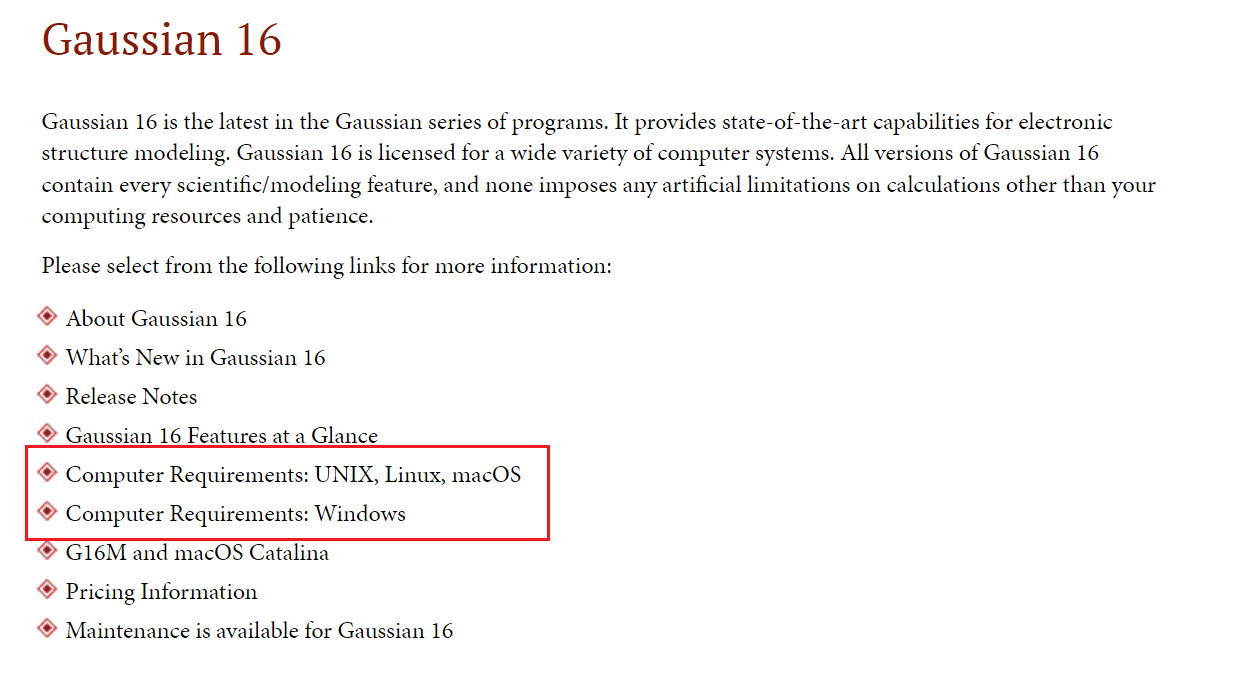 Gaussian 16
Gaussian 16 is the latest in the Gaussian series of programs. It provides state-of-the-art capabilities for electronic
structure modeling. Gaussian 16 is licensed for a wide variety of computer systems. All versions of Gaussian 16
contain every scientific/modeling feature, and none imposes any artificial limitations on calculations other than your
computing resources and patience.
Please select from the following links for more information:
About Gaussian 16
What’s New in Gaussian 16
Release Notes
Gaussian 16 Features at a Glance
Computer Requirements: UNIX, Linux, macOS
Computer Requirements: Windows
G16M and macOS Catalina
Pricing Information
Maintenance is available for Gaussian 16